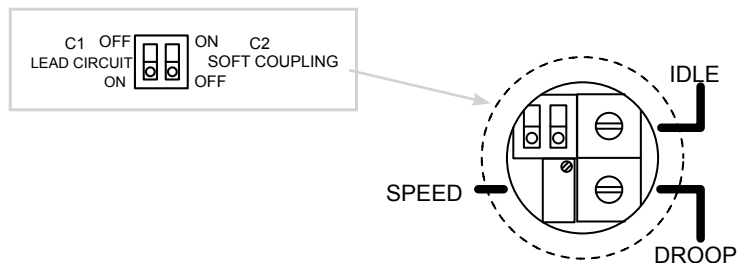 C1 OFF ON C2
LEAD CIRCUIT SOFT COUPLING
ON OFF
IDLE
SPEED
DROOP